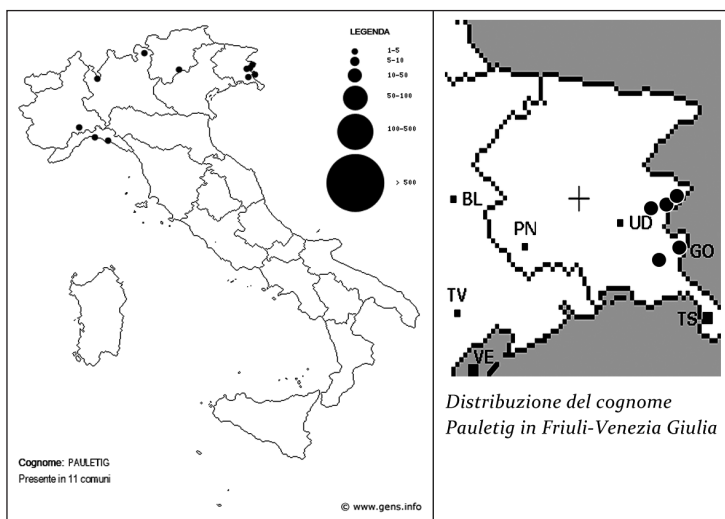 LEGENDA
1-5
5-10
10-50
50-100
100-500
> 500
Cognome: PAULETIG
Presente in 11 comuni
© www.gens.info
BL
PN
UD
GO
TV
TS
VE
Distribuzione del cognome
Pauletig in Friuli-Venezia Giulia